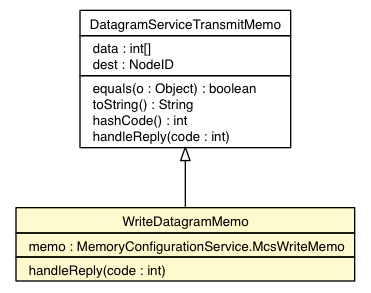 DatagramServiceTransmitMemo
data : int[]
dest : NodeID
equals(o : Object) : boolean
toString() : String
hashCode() : int
handleReply(code : int)
WriteDatagramMemo
memo : MemoryConfigurationService.McsWriteMemo
handleReply(code : int)